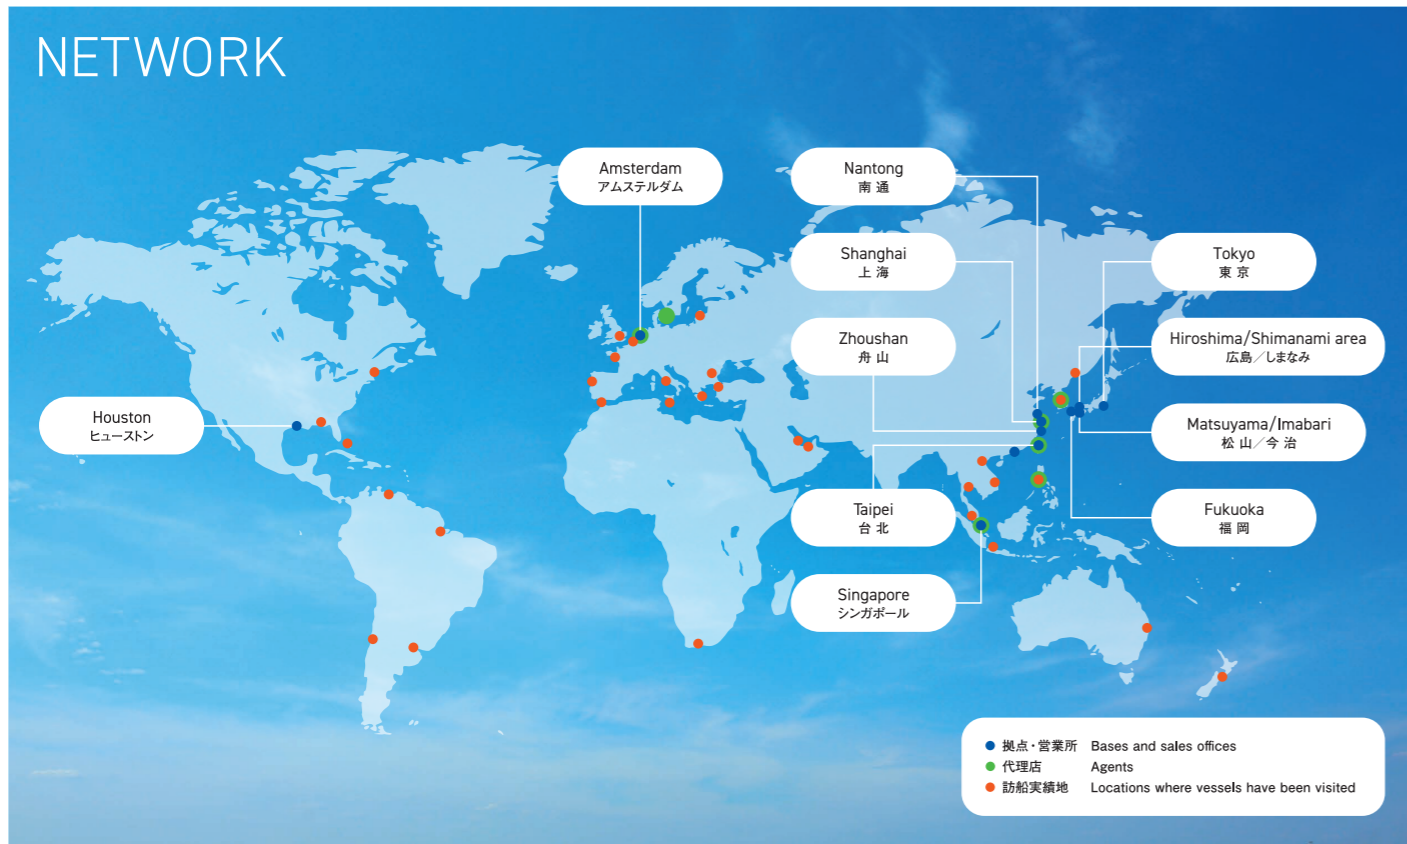 NETWORK
Amsterdam
アムステルダム
Nantong
南 通
Shanghai
上 海
Tokyo
東 京
Zhoushan
舟 山
Hiroshima/Shimanami area
広島／しまなみ
Houston
ヒューストン
Matsuyama/Imabari
松 山／今 治
Taipei
台 北
Fukuoka
福 岡
Singapore
シンガポール
拠点・営業所 Bases and sales offices
代理店 Agents
訪船実績地 Locations where vessels have been visited